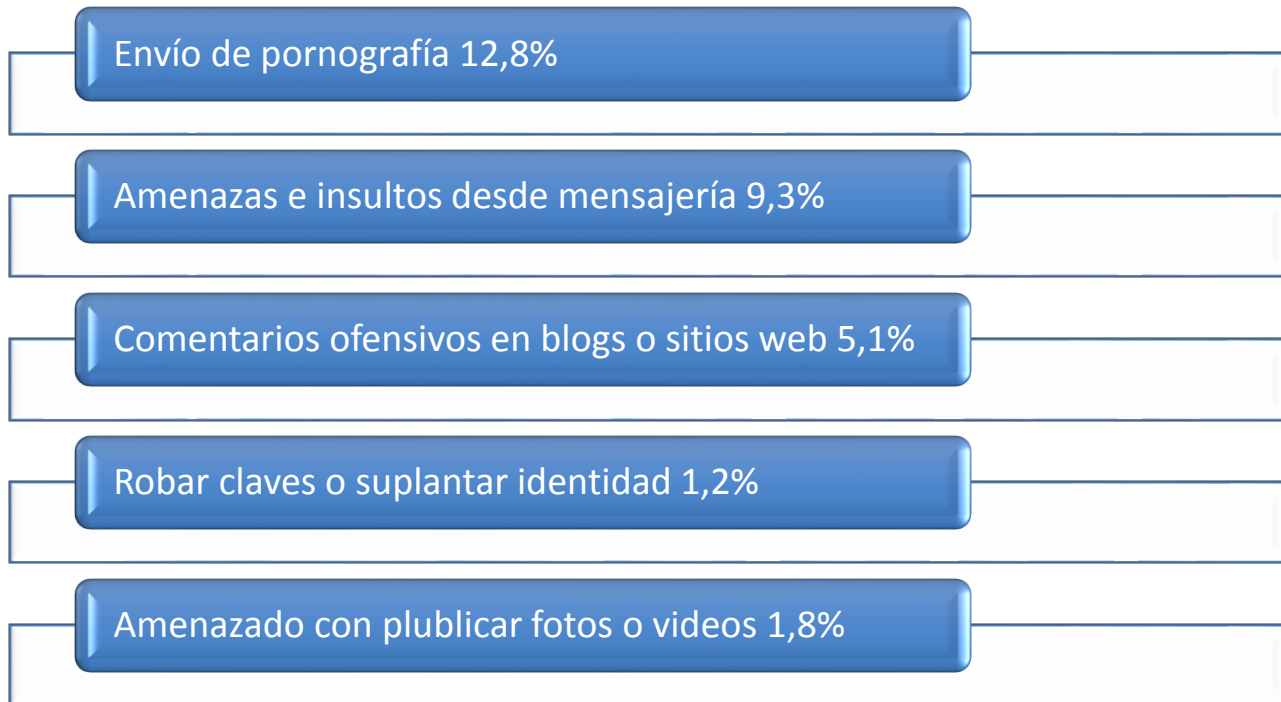 Envío de pornografía 12,8%
Amenazas e insultos desde mensajería 9,3%
Comentarios ofensivos en blogs o sitios web 5,1%
Robar claves o suplantar identidad 1,2%
Amenazado con plublicar fotos o videos 1,8%